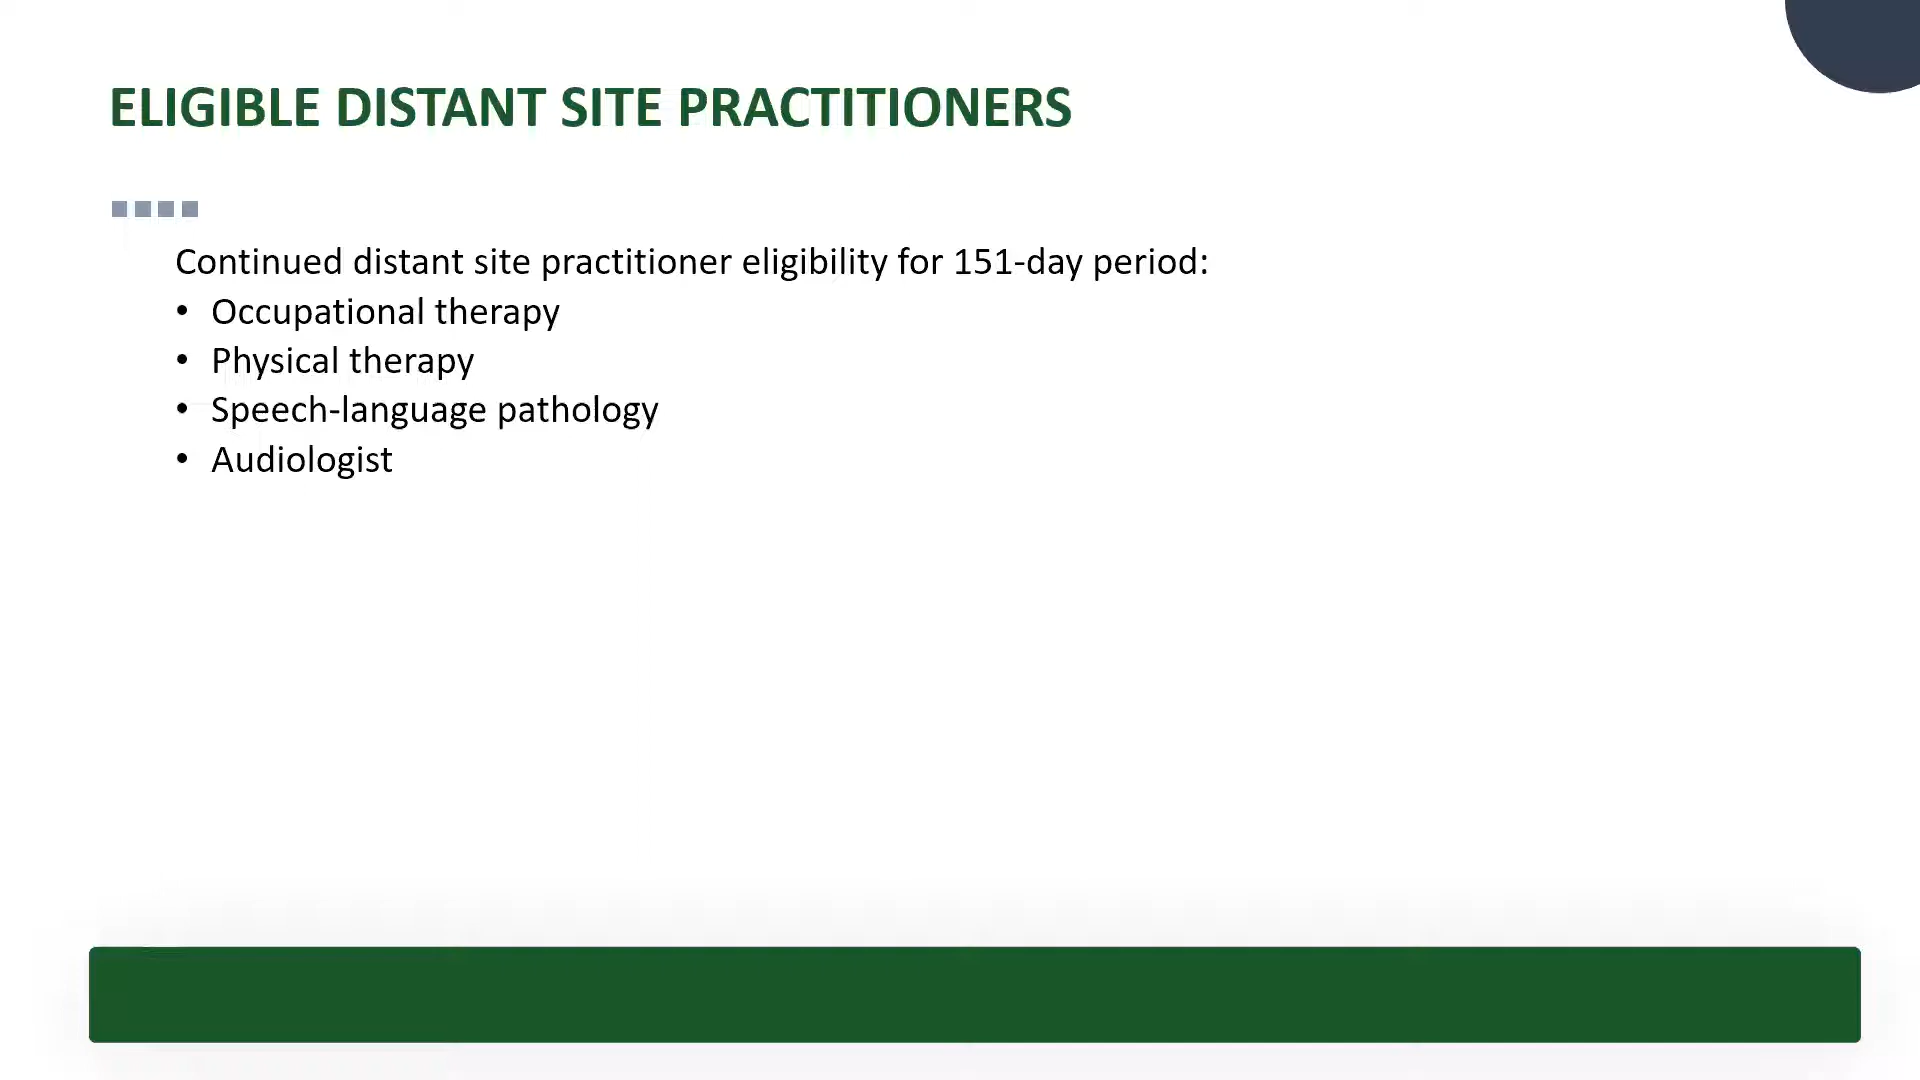 ELIGIBLE DISTANT SITE PRACTITIONERS
Continued distant site practitioner eligibility for 151-day period:
• Occupational therapy
• Physical therapy
• Speech-language pathology
• Audiologist